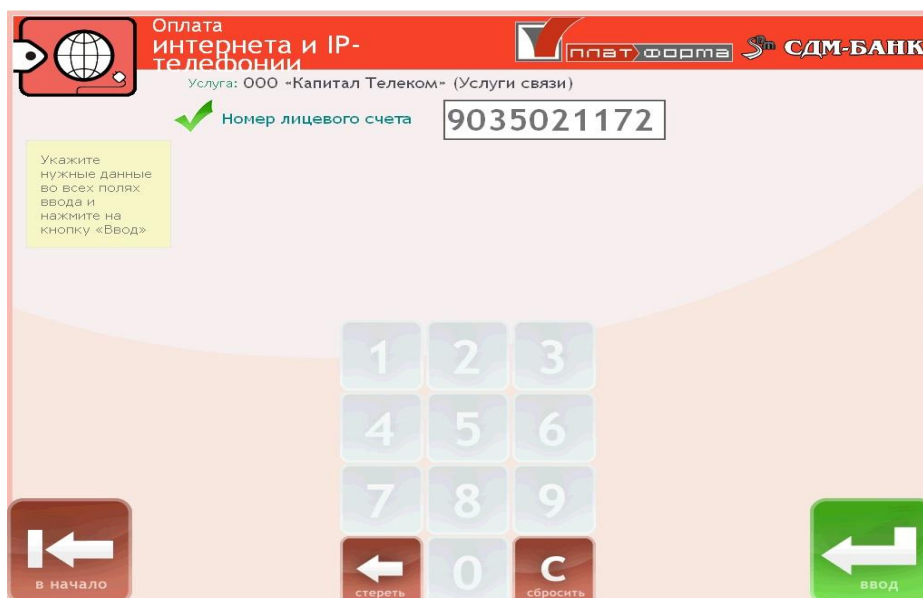 Оплата
интернета и IP-
телефонии
ПЛАТФОРМА
SDM СДМ-БАНК
Услуга: ООО «Капитал Телеком» (Услуги связи)
Номер лицевого счета
9035021172
Укажите
нужные данные
во всех полях
ввода и
нажмите на
кнопку «Ввод»
1 2 3
4 5 6
7 8 9
0 C
стереть сбросить
в начало
ввод